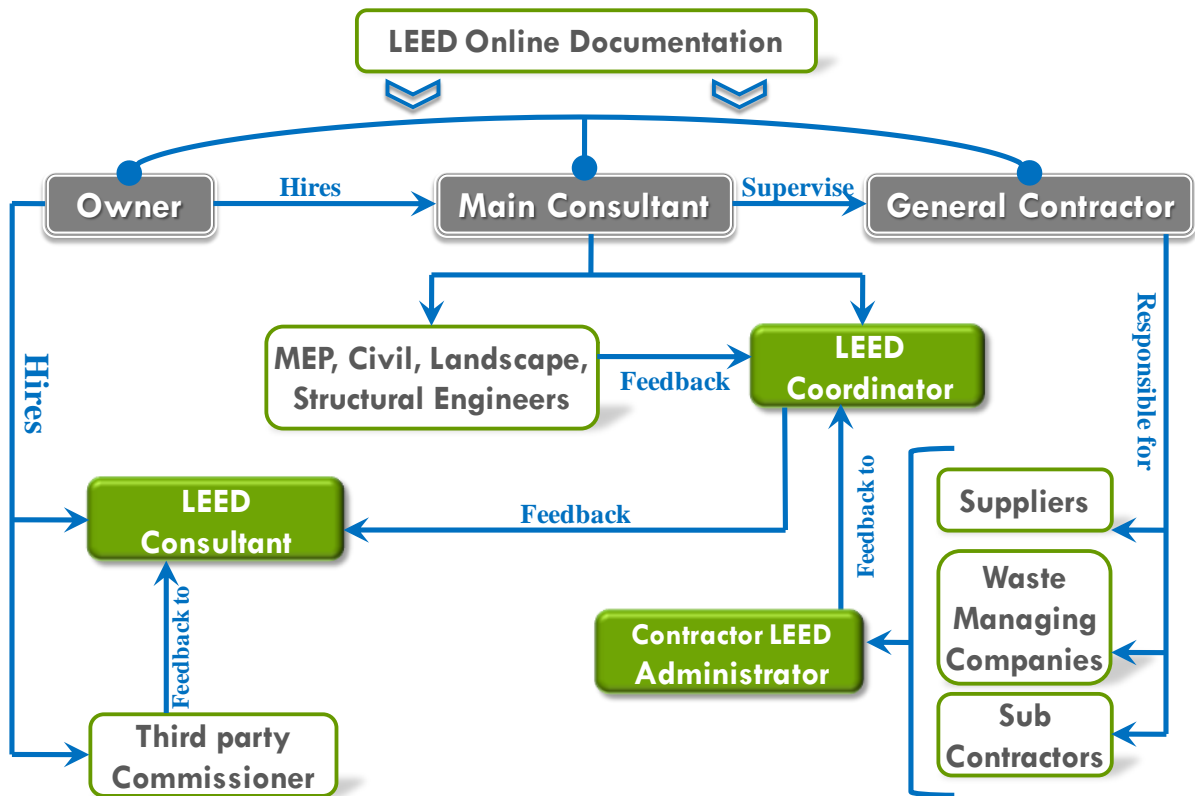 LEED Online Documentation
Owner
Hires
Main Consultant
Supervise
General Contractor
Hires
MEP, Civil, Landscape,
Structural Engineers
Feedback
LEED
Coordinator
Responsible for
LEED
Consultant
Feedback
Feedback to
Suppliers
Waste
Managing
Companies
Contractor LEED
Administrator
Feedback to
Third party
Commissioner
Sub
Contractors